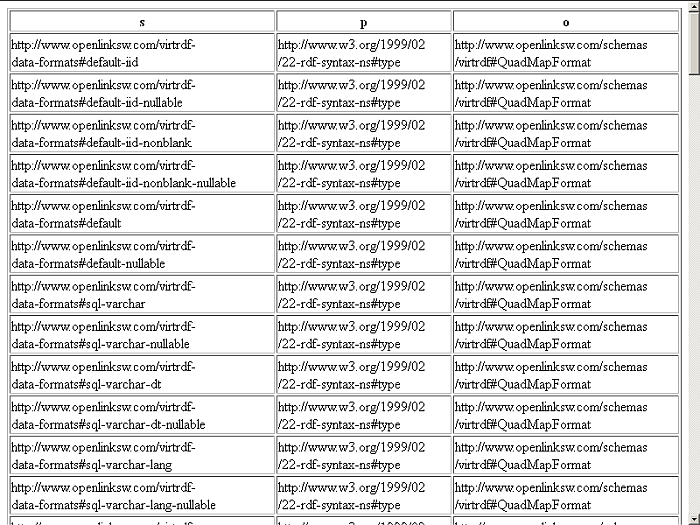 s p o
http://www.openlinksw.com/virtrdf- http://www.w3.org/1999/02 http://www.openlinksw.com/schemas
data-formats#default-iid /22-rdf-syntax-ns#type /virtrdf#QuadMapFormat
http://www.openlinksw.com/virtrdf- http://www.w3.org/1999/02 http://www.openlinksw.com/schemas
data-formats#default-iid-nullable /22-rdf-syntax-ns#type /virtrdf#QuadMapFormat
http://www.openlinksw.com/virtrdf- http://www.w3.org/1999/02 http://www.openlinksw.com/schemas
data-formats#default-iid-nonblank /22-rdf-syntax-ns#type /virtrdf#QuadMapFormat
http://www.openlinksw.com/virtrdf- http://www.w3.org/1999/02 http://www.openlinksw.com/schemas
data-formats#default-iid-nonblank-nullable /22-rdf-syntax-ns#type /virtrdf#QuadMapFormat
http://www.openlinksw.com/virtrdf- http://www.w3.org/1999/02 http://www.openlinksw.com/schemas
data-formats#default /22-rdf-syntax-ns#type /virtrdf#QuadMapFormat
http://www.openlinksw.com/virtrdf- http://www.w3.org/1999/02 http://www.openlinksw.com/schemas
data-formats#default-nullable /22-rdf-syntax-ns#type /virtrdf#QuadMapFormat
http://www.openlinksw.com/virtrdf- http://www.w3.org/1999/02 http://www.openlinksw.com/schemas
data-formats#sql-varchar /22-rdf-syntax-ns#type /virtrdf#QuadMapFormat
http://www.openlinksw.com/virtrdf- http://www.w3.org/1999/02 http://www.openlinksw.com/schemas
data-formats#sql-varchar-nullable /22-rdf-syntax-ns#type /virtrdf#QuadMapFormat
http://www.openlinksw.com/virtrdf- http://www.w3.org/1999/02 http://www.openlinksw.com/schemas
data-formats#sql-varchar-dt /22-rdf-syntax-ns#type /virtrdf#QuadMapFormat
http://www.openlinksw.com/virtrdf- http://www.w3.org/1999/02 http://www.openlinksw.com/schemas
data-formats#sql-varchar-dt-nullable /22-rdf-syntax-ns#type /virtrdf#QuadMapFormat
http://www.openlinksw.com/virtrdf- http://www.w3.org/1999/02 http://www.openlinksw.com/schemas
data-formats#sql-varchar-lang /22-rdf-syntax-ns#type /virtrdf#QuadMapFormat
http://www.openlinksw.com/virtrdf- http://www.w3.org/1999/02 http://www.openlinksw.com/schemas
data-formats#sql-varchar-lang-nullable /22-rdf-syntax-ns#type /virtrdf#QuadMapFormat